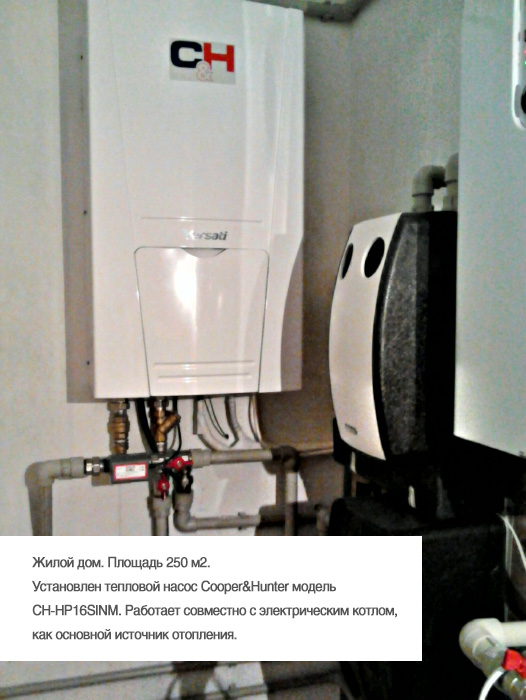 C&H
Versati
Жилой дом. Площадь 250 м2.
Установлен тепловой насос Cooper&Hunter модель
CH-HP16SINM. Работает совместно с электрическим котлом,
как основной источник отопления.